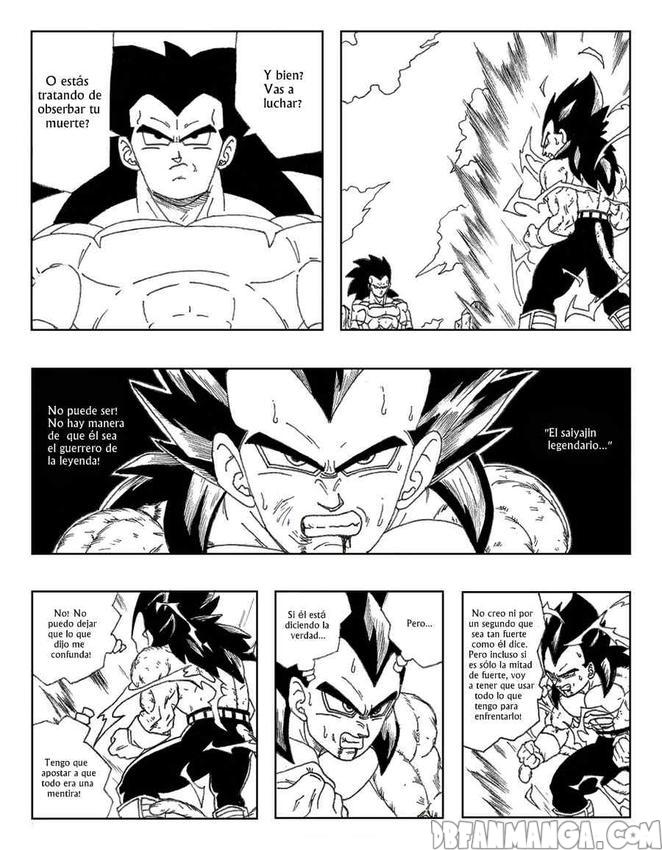 O estás
tratando de
obserbar tu
muerte?
Y bien?
Vas a
luchar?
No puede ser!
No hay manera
de que él sea
el guerrero de
la leyenda!
"El saiyajin
legendario..."
No! No
puedo dejar
que lo que
dijo me
confunda!
Tengo que
apostar a que
todo era una
mentira!
Si él está
diciendo la
verdad...
Pero...
No creo ni por
un segundo que
sea tan fuerte
como él dice.
Pero incluso si
es sólo la mitad
de fuerte, voy
a tener que usar
todo lo que
tengo para
enfrentarlo!
DBFANMANGA.COM